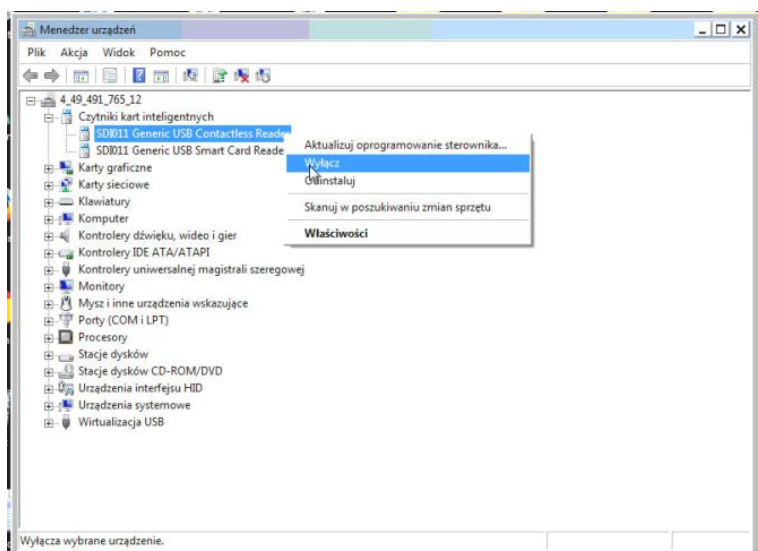 Menedżer urządzeń
Plik Akcja Widok Pomoc
4_49_491_765_12
Czytniki kart inteligentnych
SDI011 Generic USB Contactless Reader
SDI011 Generic USB Smart Card Reade
Karty graficzne
Karty sieciowe
Klawiatury
Komputer
Kontrolery dźwięku, wideo i gier
Kontrolery IDE ATA/ATAPI
Kontrolery uniwersalnej magistrali szeregowej
Monitory
Mysz i inne urządzenia wskazujące
Porty (COM i LPT)
Procesory
Stacje dysków
Stacje dysków CD-ROM/DVD
Urządzenia interfejsu HID
Urządzenia systemowe
Wirtualizacja USB
Aktualizuj oprogramowanie sterownika...
Wyłącz
Odinstaluj
Skanuj w poszukiwaniu zmian sprzętu
Właściwości
Wyłącza wybrane urządzenie.